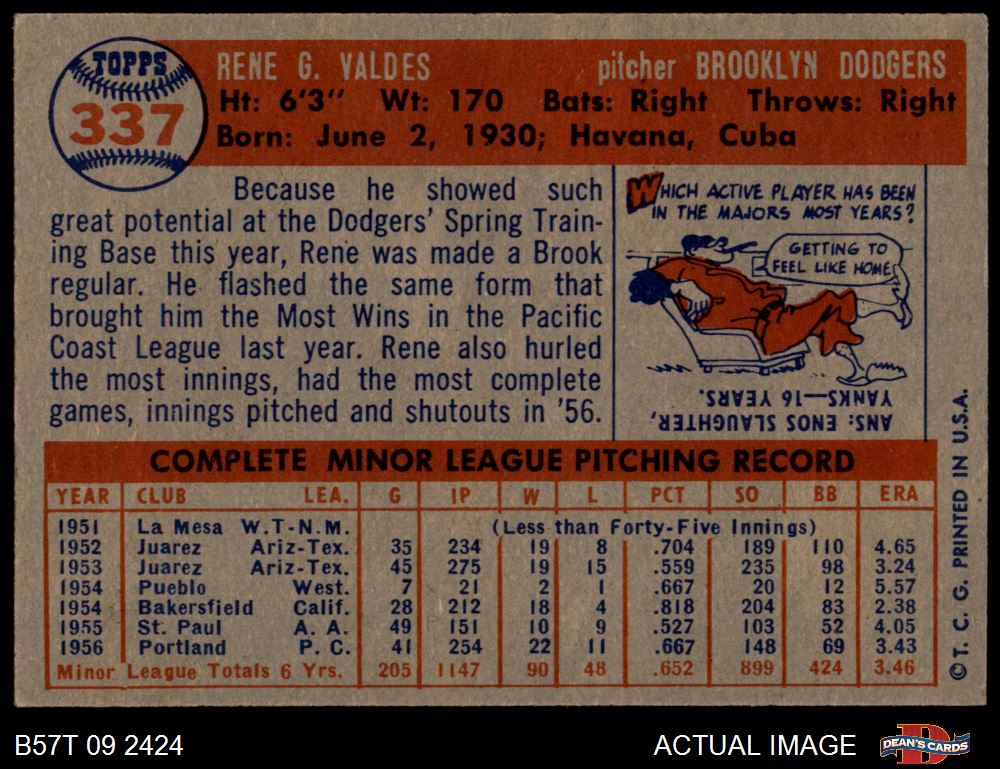 TOPPS
337
RENE G. VALDES pitcher BROOKLYN DODGERS
Ht: 6'3" Wt: 170 Bats: Right Throws: Right
Born: June 2, 1930; Havana, Cuba
Because he showed such
great potential at the Dodgers' Spring Train-
ing Base this year, Rene was made a Brook
regular. He flashed the same form that
brought him the Most Wins in the Pacific
Coast League last year. Rene also hurled
the most innings, had the most complete
games, innings pitched and shutouts in '56.
WHICH ACTIVE PLAYER HAS BEEN
IN THE MAJORS MOST YEARS?
GETTING TO
FEEL LIKE HOME
ANS: ENOS SLAUGHTER,
YANKS—16 YEARS.
COMPLETE MINOR LEAGUE PITCHING RECORD
YEAR CLUB LEA. G IP W L PCT SO BB ERA
1951 La Mesa W.T-N.M. (Less than Forty-Five Innings)
1952 Juarez Ariz-Tex. 35 234 19 8 .704 189 110 4.65
1953 Juarez Ariz-Tex. 45 275 19 15 .559 235 98 3.24
1954 Pueblo West. 7 21 2 1 .667 20 12 5.57
1954 Bakersfield Calif. 28 212 18 4 .818 204 83 2.38
1955 St. Paul A. A. 49 151 10 9 .527 103 52 4.05
1956 Portland P. C. 41 254 22 11 .667 148 69 3.43
Minor League Totals 6 Yrs. 205 1147 90 48 .652 899 424 3.46
© T. C. G. PRINTED IN U.S.A.
B57T 09 2424 ACTUAL IMAGE
DEAN'S CARDS